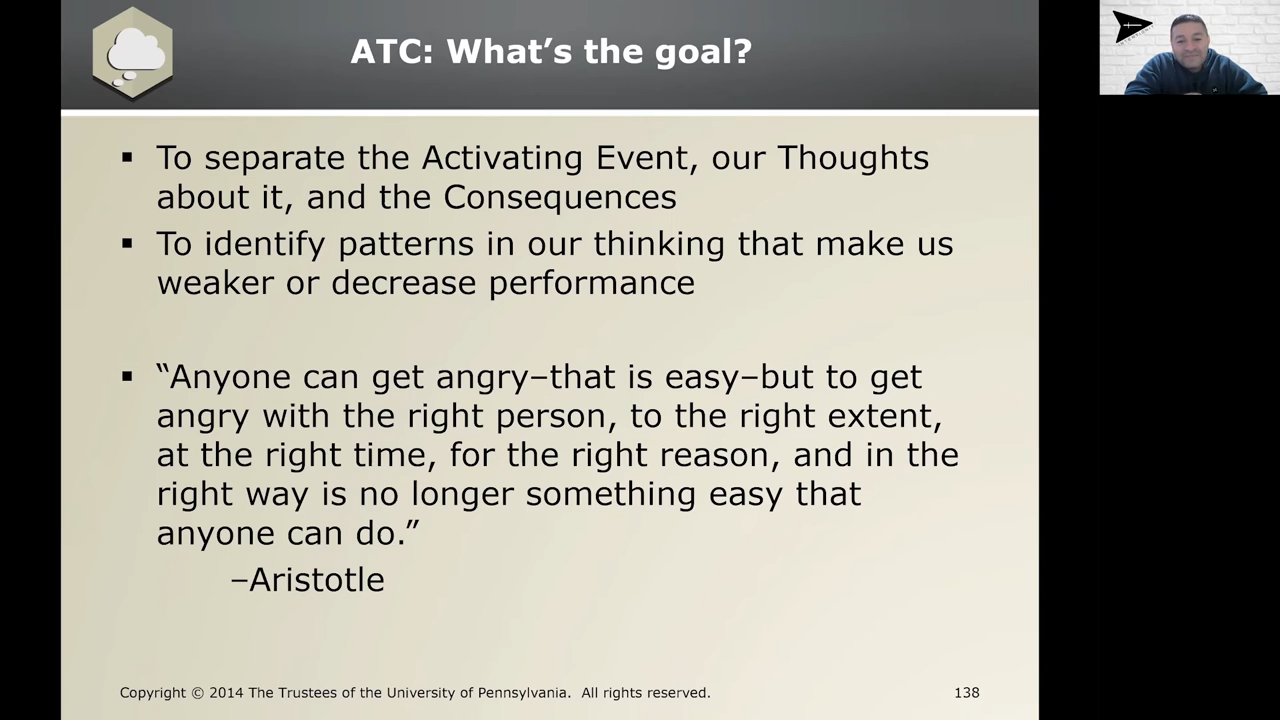 ATC: What’s the goal?
▪ To separate the Activating Event, our Thoughts
about it, and the Consequences
▪ To identify patterns in our thinking that make us
weaker or decrease performance
▪ “Anyone can get angry–that is easy–but to get
angry with the right person, to the right extent,
at the right time, for the right reason, and in the
right way is no longer something easy that
anyone can do.”
–Aristotle
Copyright © 2014 The Trustees of the University of Pennsylvania. All rights reserved.
138